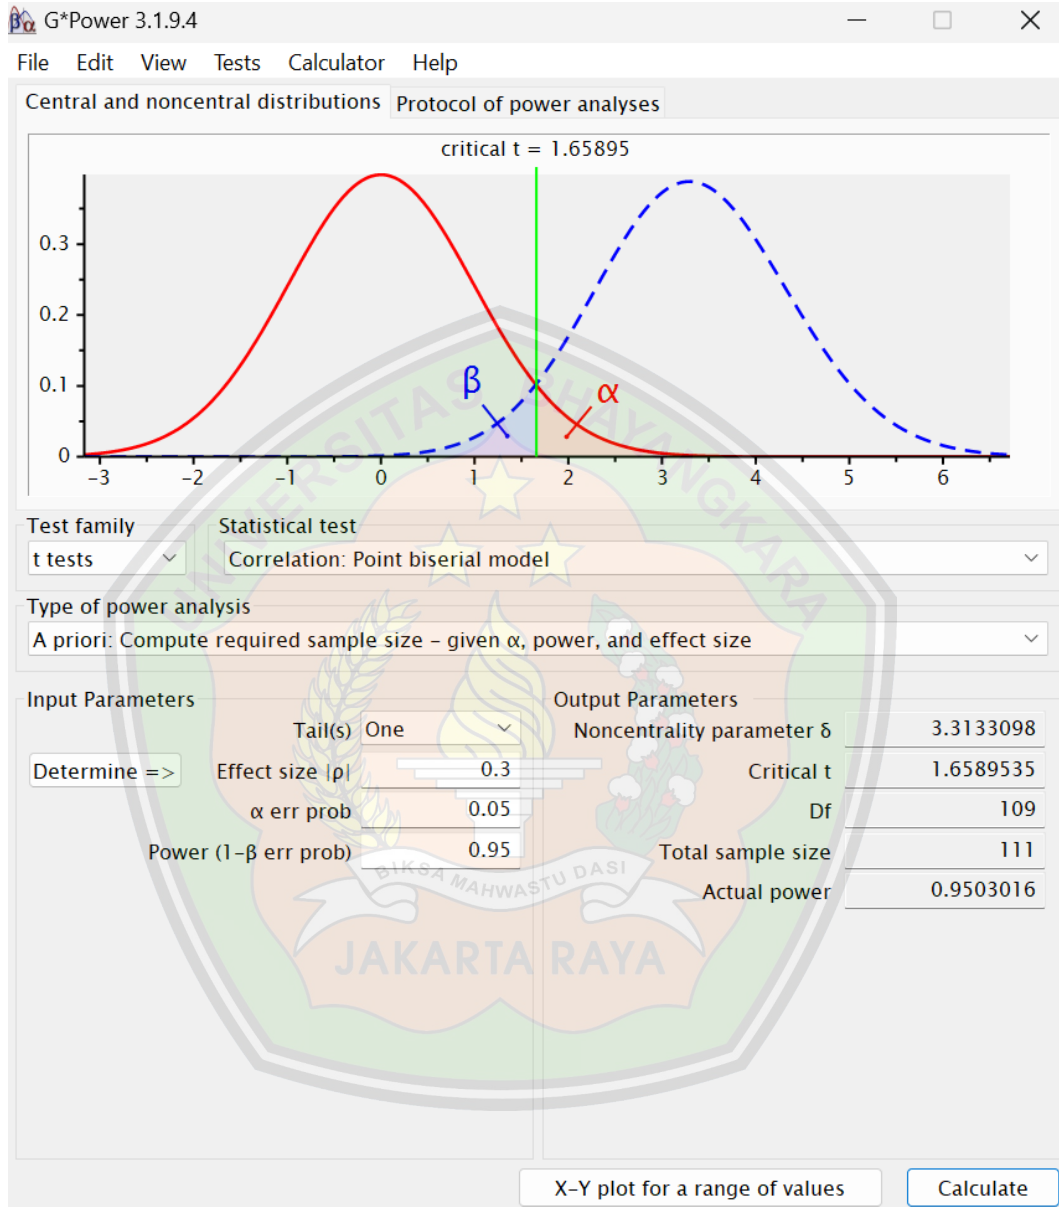 G*Power 3.1.9.4
File Edit View Tests Calculator Help
Central and noncentral distributions Protocol of power analyses
critical t = 1.65895
0.3
0.2
0.1
0
β
α
-3 -2 -1 0 1 2 3 4 5 6
Test family Statistical test
t tests Correlation: Point biserial model
Type of power analysis
A priori: Compute required sample size – given α, power, and effect size
Input Parameters Output Parameters
Tail(s) One Noncentrality parameter δ 3.3133098
Determine => Effect size |ρ| 0.3 Critical t 1.6589535
α err prob 0.05 Df 109
Power (1–β err prob) 0.95 Total sample size 111
Actual power 0.9503016
UNIVERSITAS BHAYANGKARA
BIKSA MAHWASTU DASI
JAKARTA RAYA
X–Y plot for a range of values Calculate